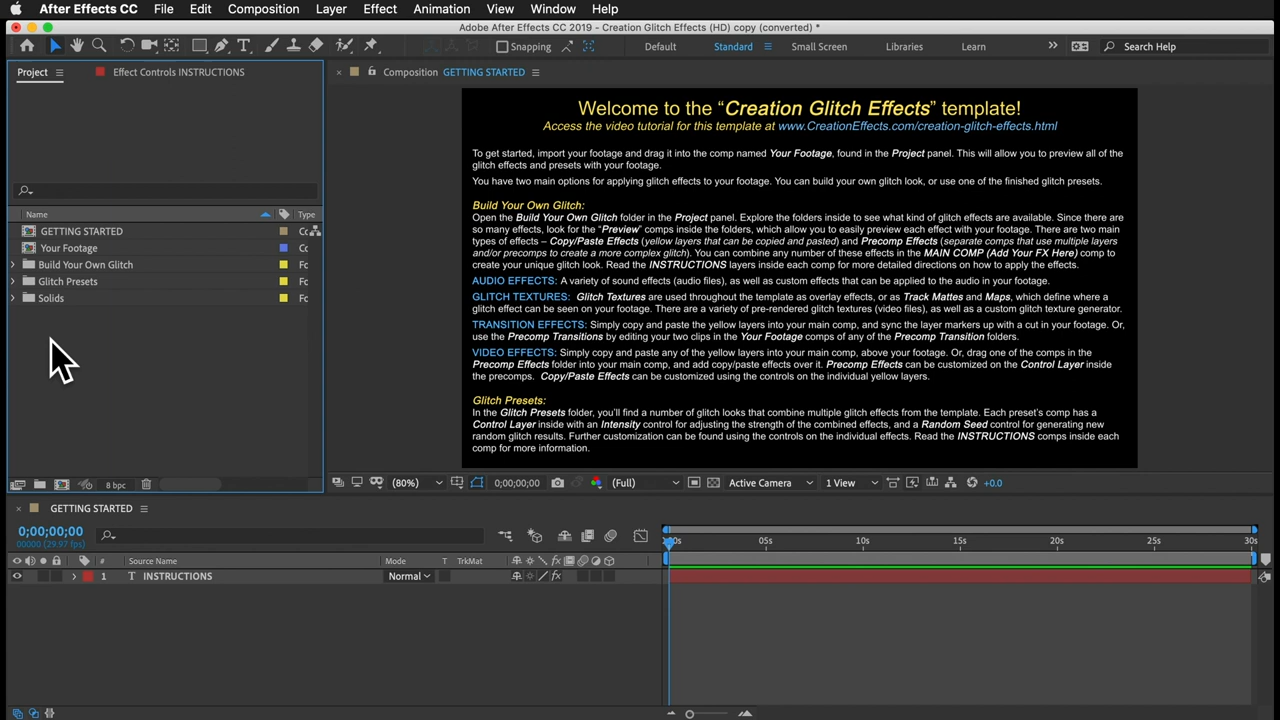 After Effects CC File Edit Composition Layer Effect Animation View Window Help
Adobe After Effects CC 2019 - Creation Glitch Effects (HD) copy (converted) *
Snapping Default Standard Small Screen Libraries Learn Search Help
Project Effect Controls INSTRUCTIONS
Composition GETTING STARTED
Welcome to the “Creation Glitch Effects” template!
Access the video tutorial for this template at www.CreationEffects.com/creation-glitch-effects.html
To get started, import your footage and drag it into the comp named Your Footage, found in the Project panel. This will allow you to preview all of the
glitch effects and presets with your footage.
You have two main options for applying glitch effects to your footage. You can build your own glitch look, or use one of the finished glitch presets.
Build Your Own Glitch:
Open the Build Your Own Glitch folder in the Project panel. Explore the folders inside to see what kind of glitch effects are available. Since there are
so many effects, look for the “Preview” comps inside the folders, which allow you to easily preview each effect with your footage. There are two main
types of effects – Copy/Paste Effects (yellow layers that can be copied and pasted) and Precomp Effects (separate comps that use multiple layers
and/or precomps to create a more complex glitch). You can combine any number of these effects in the MAIN COMP (Add Your FX Here) comp to
create your unique glitch look. Read the INSTRUCTIONS layers inside each comp for more detailed directions on how to apply the effects.
AUDIO EFFECTS: A variety of sound effects (audio files), as well as custom effects that can be applied to the audio in your footage.
GLITCH TEXTURES: Glitch Textures are used throughout the template as overlay effects, or as Track Mattes and Maps, which define where a
glitch effect can be seen on your footage. There are a variety of pre-rendered glitch textures (video files), as well as a custom glitch texture generator.
TRANSITION EFFECTS: Simply copy and paste the yellow layers into your main comp, and sync the layer markers up with a cut in your footage. Or,
use the Precomp Transitions by editing your two clips in the Your Footage comps of any of the Precomp Transition folders.
VIDEO EFFECTS: Simply copy and paste any of the yellow layers into your main comp, above your footage. Or, drag one of the comps in the
Precomp Effects folder into your main comp, and add copy/paste effects over it. Precomp Effects can be customized on the Control Layer inside
the precomps. Copy/Paste Effects can be customized using the controls on the individual yellow layers.
Glitch Presets:
In the Glitch Presets folder, you’ll find a number of glitch looks that combine multiple glitch effects from the template. Each preset’s comp has a
Control Layer inside with an Intensity control for adjusting the strength of the combined effects, and a Random Seed control for generating new
random glitch results. Further customization can be found using the controls on the individual effects. Read the INSTRUCTIONS comps inside each
comp for more information.
Name Type
GETTING STARTED Cc
Your Footage Cc
Build Your Own Glitch Fc
Glitch Presets Fc
Solids Fc
8 bpc
(80%) 0;00;00;00 (Full) Active Camera 1 View +0.0
GETTING STARTED
0;00;00;00
00000 (29.97 fps)
05s 10s 15s 20s 25s 30s
# Source Name Mode T TrkMat
1 T INSTRUCTIONS Normal